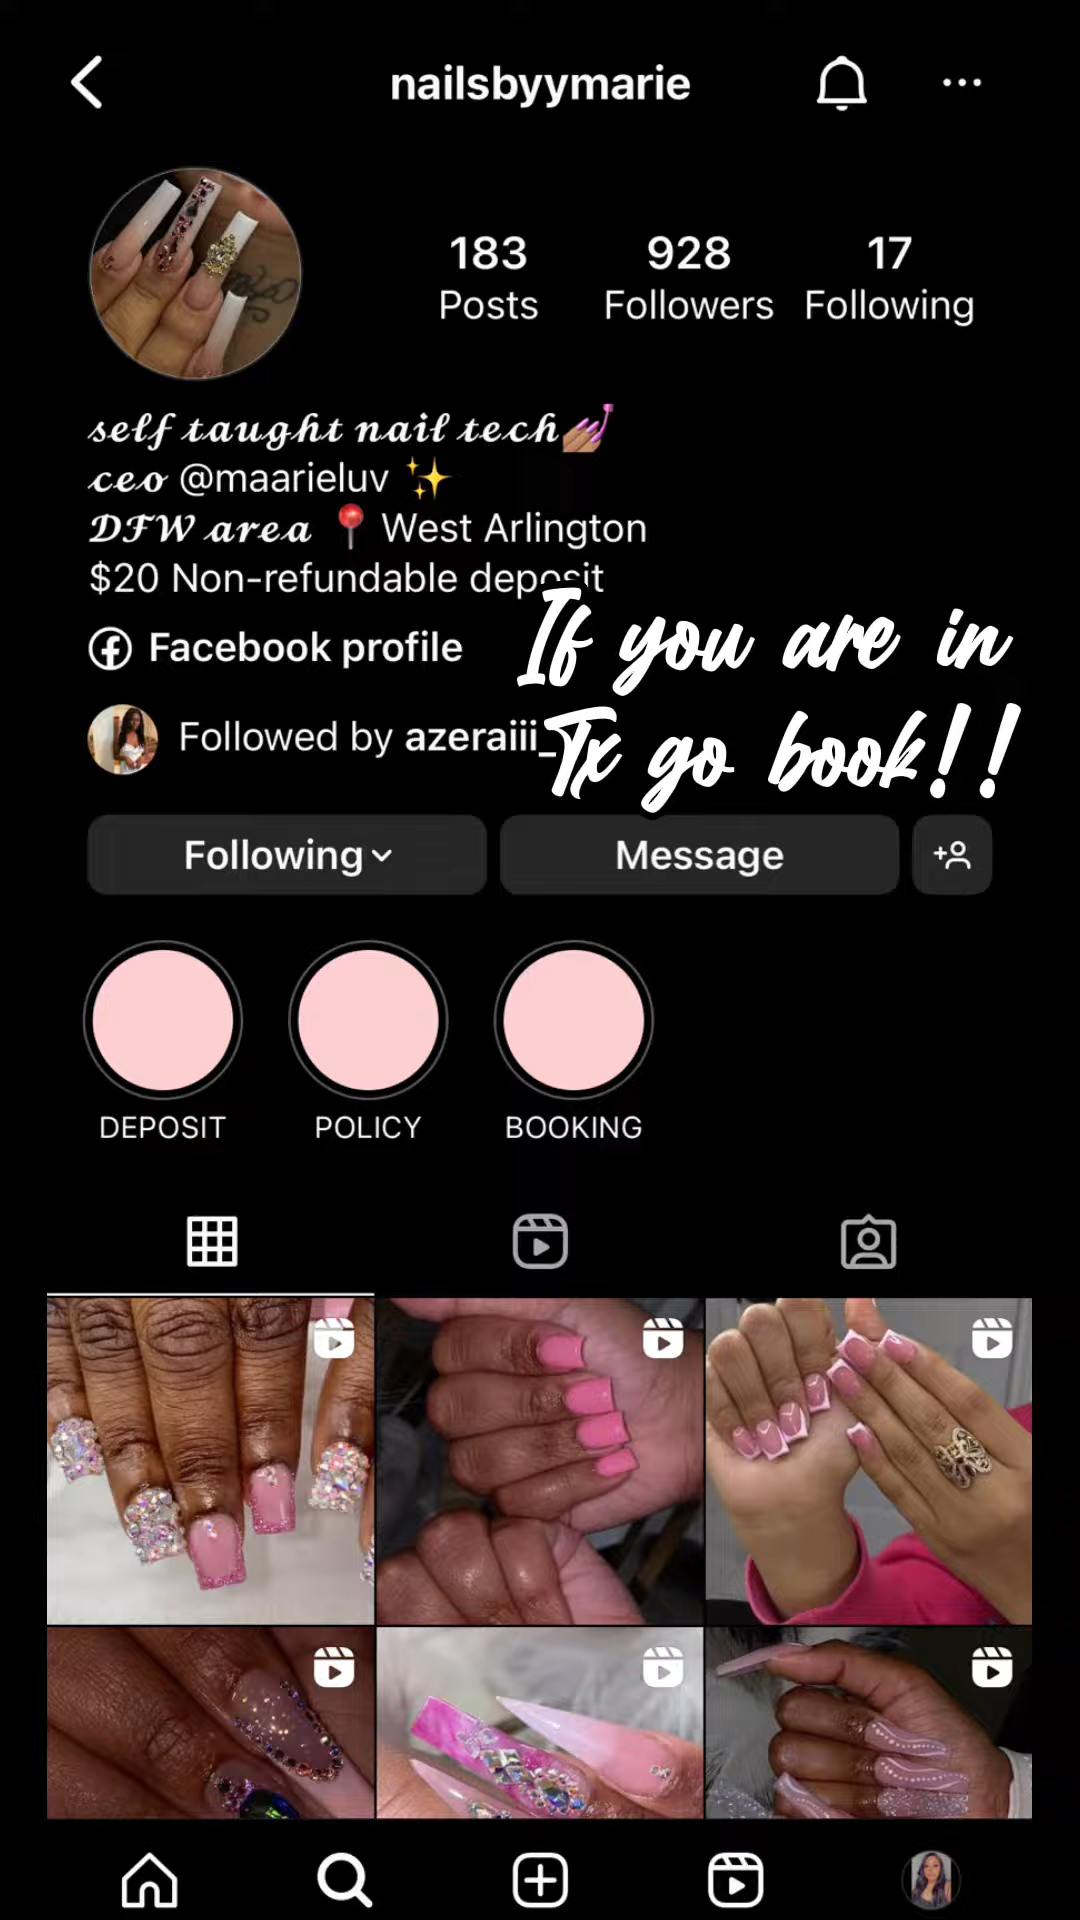 nailsbyymarie
183 928 17
Posts Followers Following
𝓼𝓮𝓵𝓯 𝓽𝓪𝓾𝓰𝓱𝓽 𝓷𝓪𝓲𝓵 𝓽𝓮𝓬𝓱💅🏽
𝓬𝓮𝓸 @maarieluv ✨
𝓓𝓕𝓦 𝓪𝓻𝓮𝓪 📍 West Arlington
$20 Non-refundable deposit
Facebook profile
If you are in
Followed by azeraiii_
Tx go book!!
Following Message
DEPOSIT POLICY BOOKING